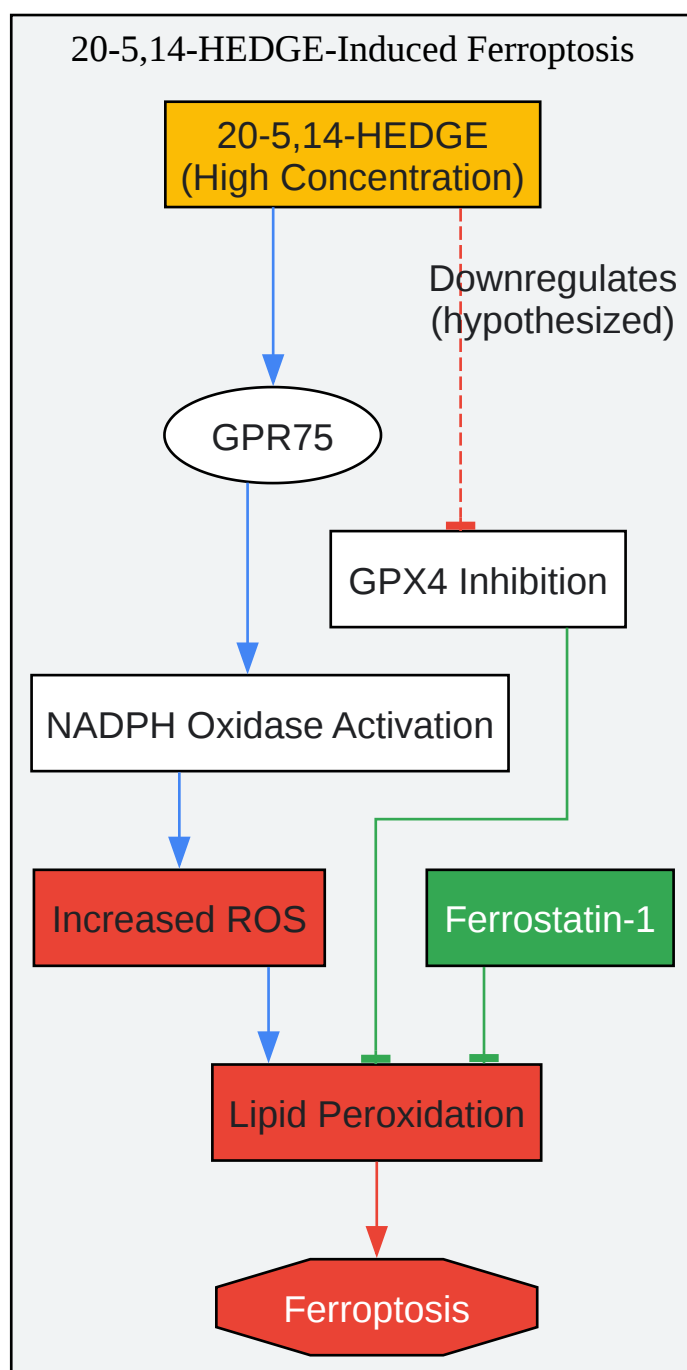 20-5,14-HEDGE-Induced Ferroptosis
20-5,14-HEDGE
(High Concentration)
Downregulates
(hypothesized)
GPR75
GPX4 Inhibition
NADPH Oxidase Activation
Increased ROS
Ferrostatin-1
Lipid Peroxidation
Ferroptosis